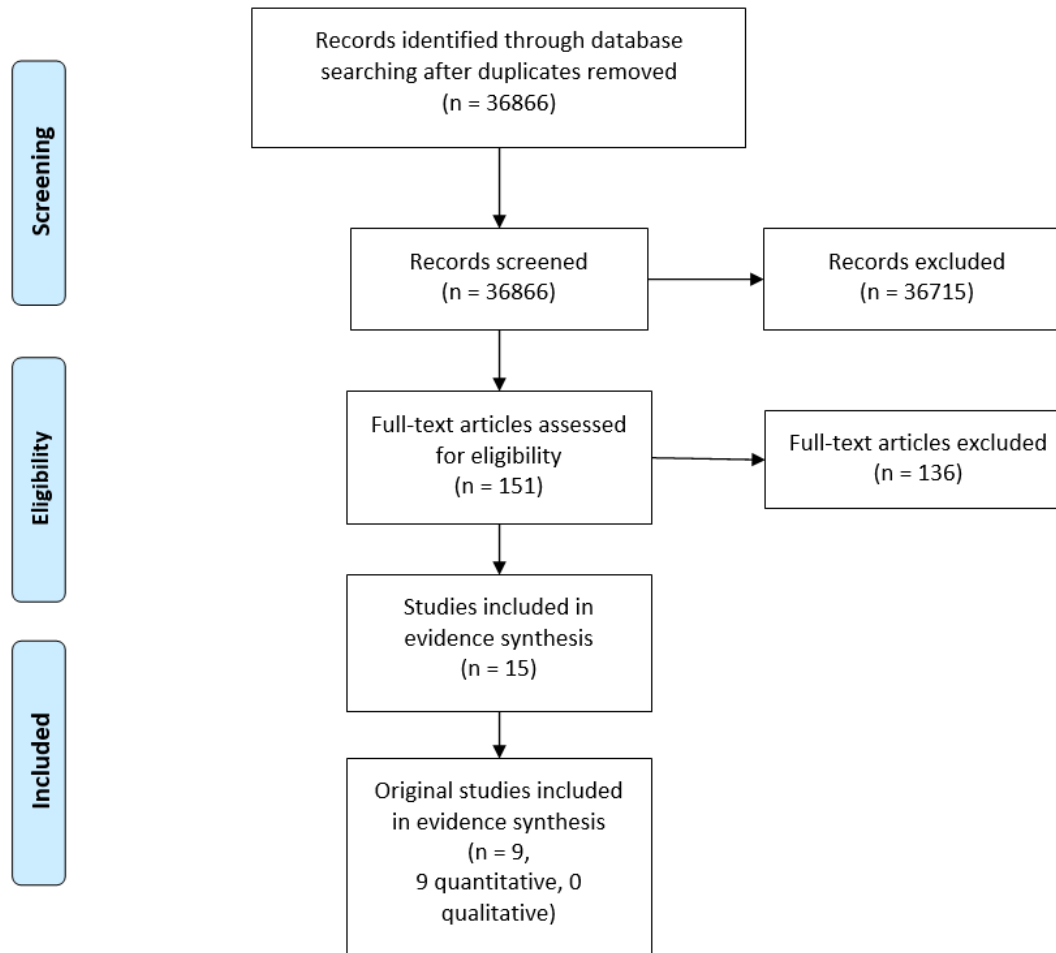 Screening
Records identified through database
searching after duplicates removed
(n = 36866)
Records screened
(n = 36866)
Records excluded
(n = 36715)
Eligibility
Full-text articles assessed
for eligibility
(n = 151)
Full-text articles excluded
(n = 136)
Included
Studies included in
evidence synthesis
(n = 15)
Original studies included
in evidence synthesis
(n = 9,
9 quantitative, 0
qualitative)